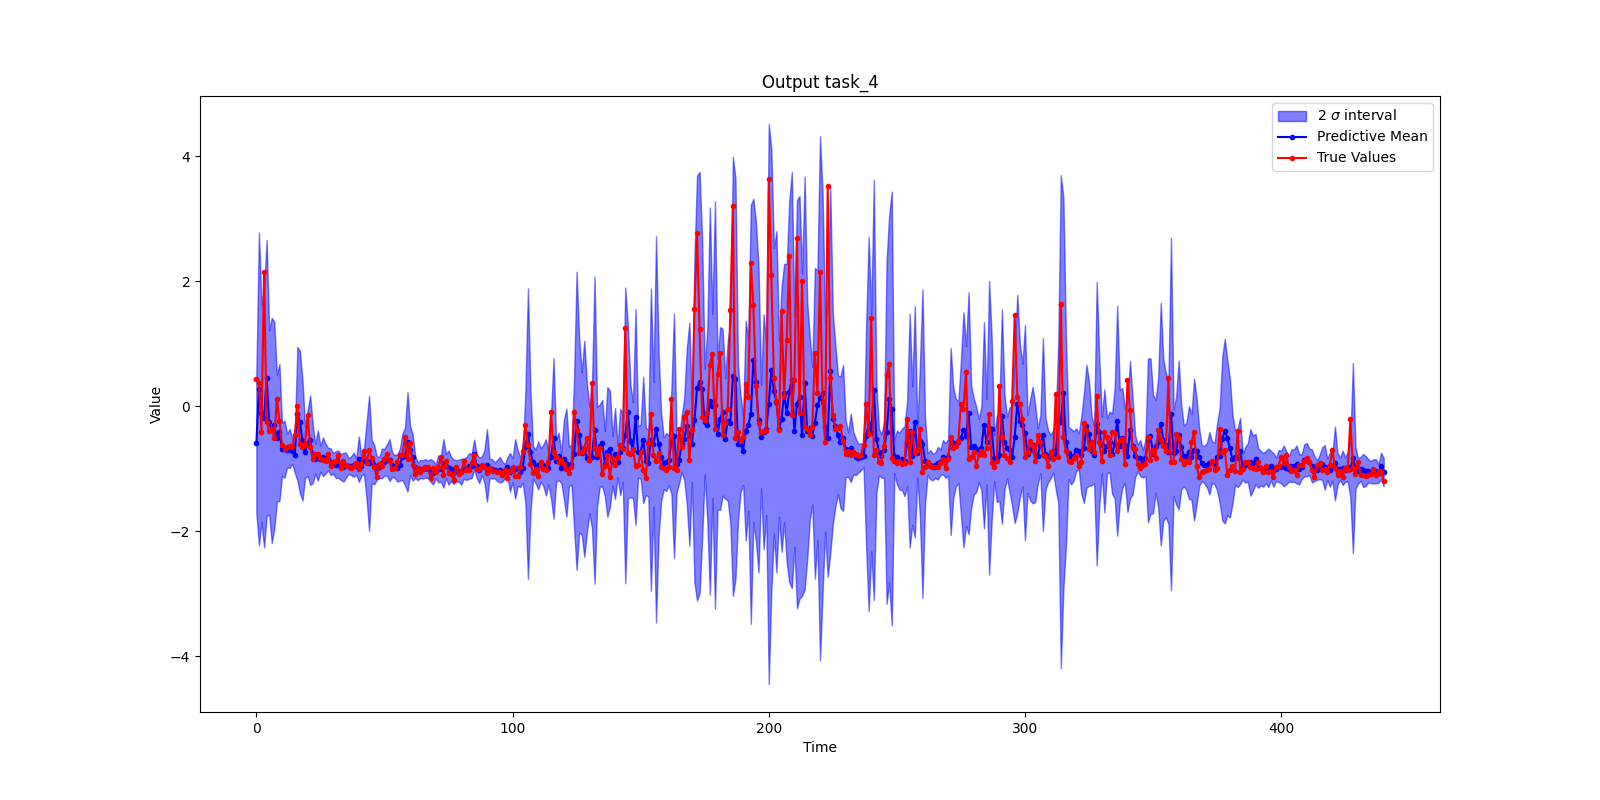 Output task_4
2 σ interval
Predictive Mean
True Values
Value
4
2
0
−2
−4
0 100 200 300 400
Time